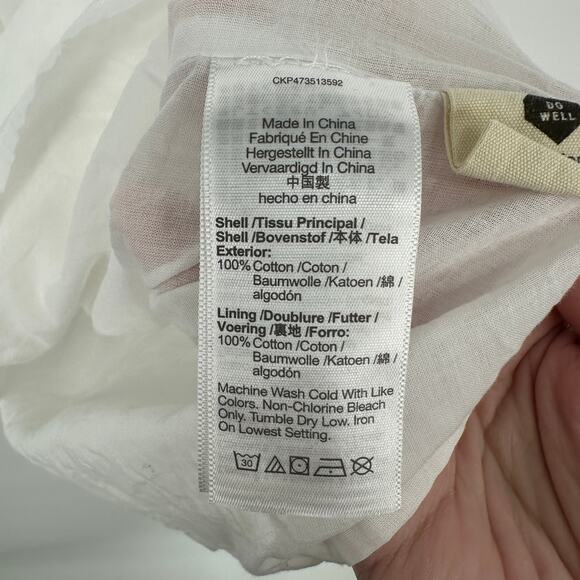 CKP473513592
Made In China
Fabriqué En Chine
Hergestellt In China
Vervaardigd In China
中国製
hecho en china
Shell /Tissu Principal /
Shell /Bovenstof /本体 /Tela
Exterior:
100% Cotton /Coton /
Baumwolle /Katoen /綿 /
algodón
Lining /Doublure /Futter /
Voering /裏地 /Forro:
100% Cotton /Coton /
Baumwolle /Katoen /綿 /
algodón
Machine Wash Cold With Like
Colors. Non-Chlorine Bleach
Only. Tumble Dry Low. Iron
On Lowest Setting.
30
DO
WELL